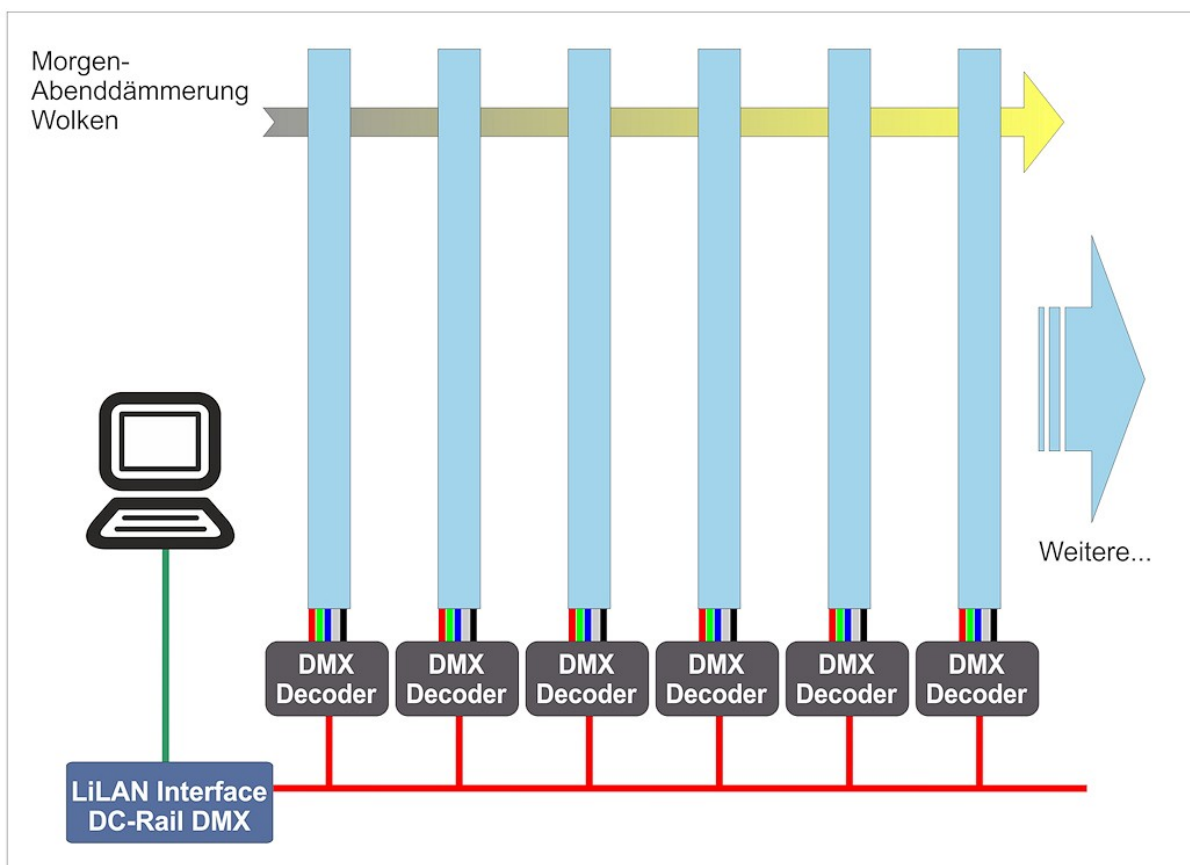 Morgen-
Abenddämmerung
Wolken
Weitere...
DMX
Decoder
DMX
Decoder
DMX
Decoder
DMX
Decoder
DMX
Decoder
DMX
Decoder
LiLAN Interface
DC-Rail DMX